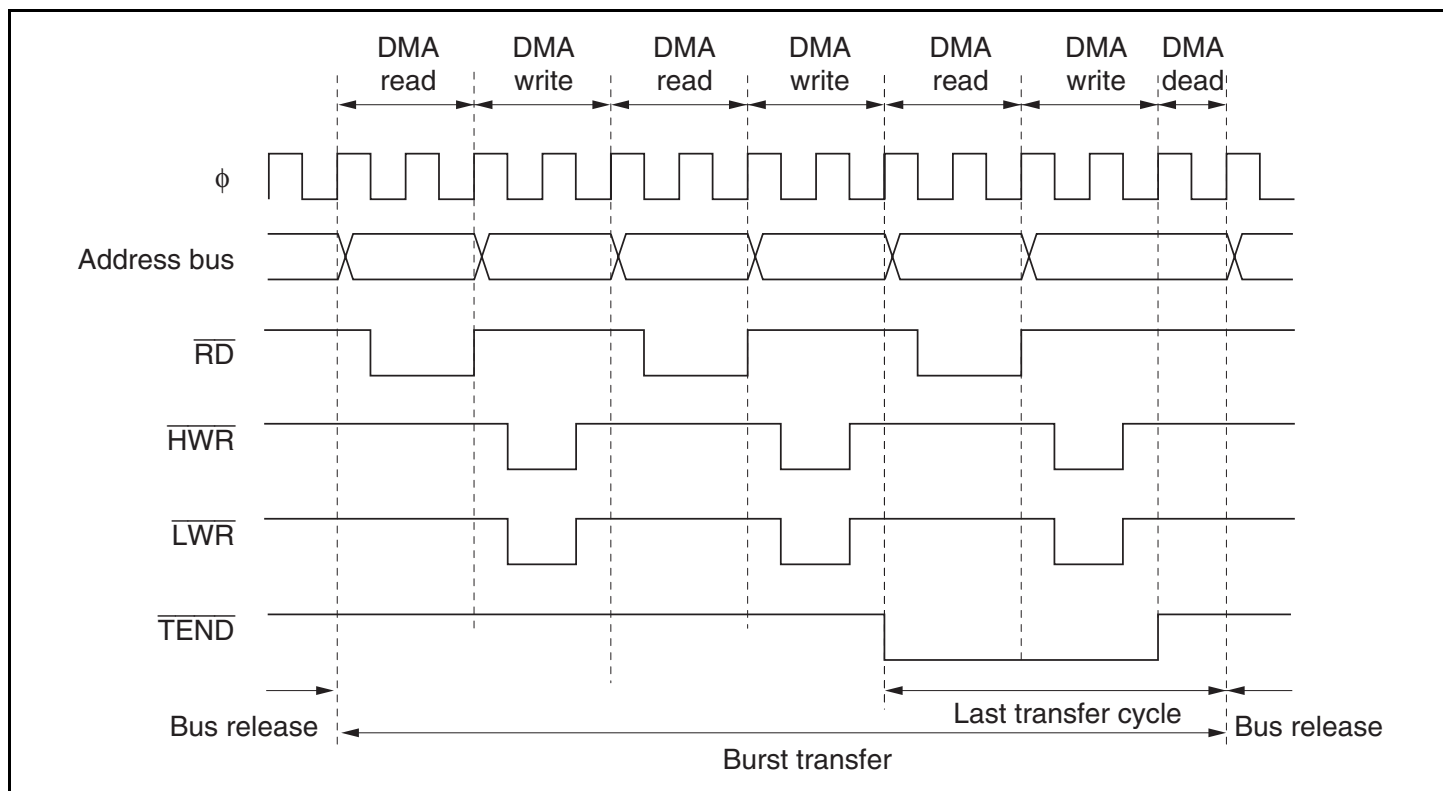 DMA read
DMA write
DMA read
DMA write
DMA read
DMA write
DMA dead
φ
Address bus
RD
HWR
LWR
TEND
Bus release
Last transfer cycle
Bus release
Burst transfer